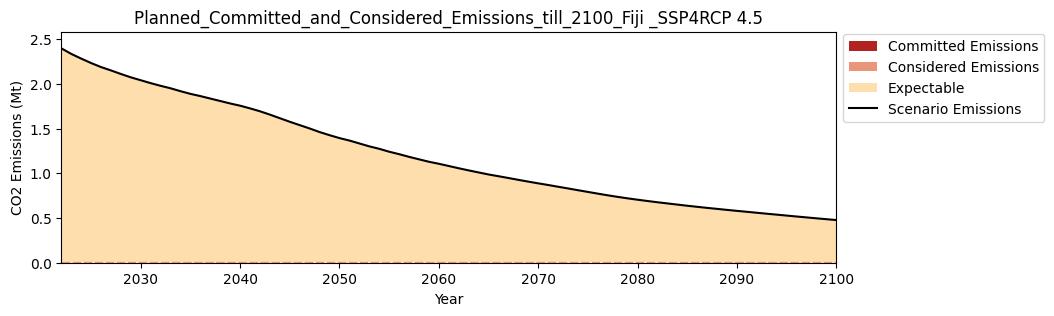 Planned_Committed_and_Considered_Emissions_till_2100_Fiji _SSP4RCP 4.5
2.5
2.0
1.5
1.0
0.5
0.0
CO2 Emissions (Mt)
2030
2040
2050
2060
2070
2080
2090
2100
Year
Committed Emissions
Considered Emissions
Expectable
Scenario Emissions